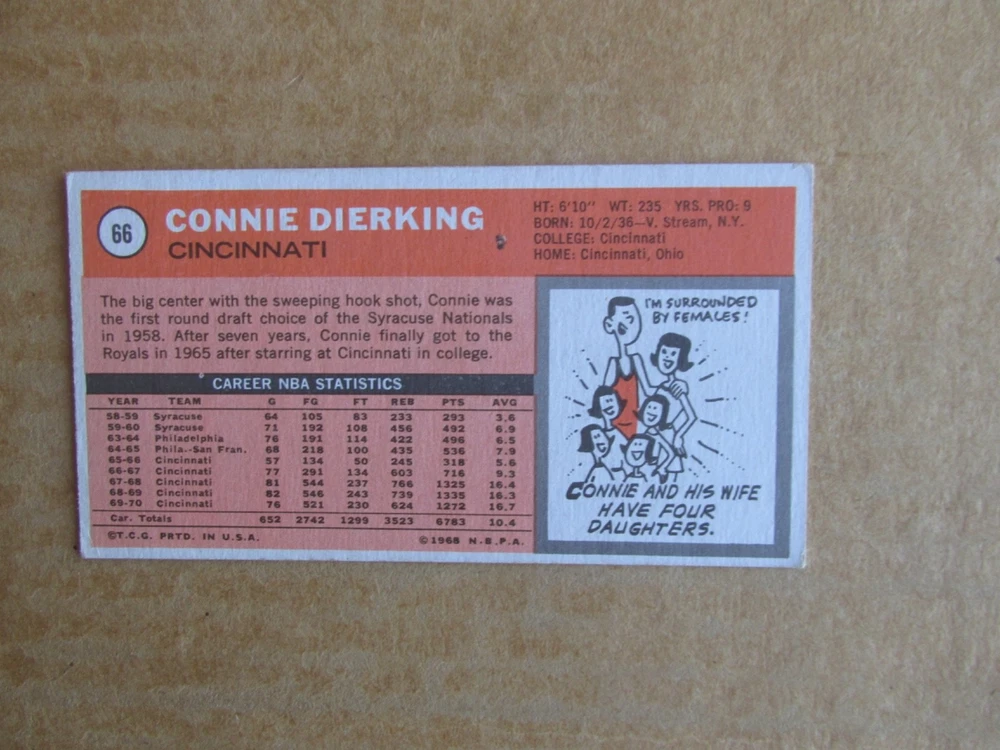 66
CONNIE DIERKING
CINCINNATI
HT: 6'10" WT: 235 YRS. PRO: 9
BORN: 10/2/36—V. Stream, N.Y.
COLLEGE: Cincinnati
HOME: Cincinnati, Ohio
The big center with the sweeping hook shot, Connie was
the first round draft choice of the Syracuse Nationals
in 1958. After seven years, Connie finally got to the
Royals in 1965 after starring at Cincinnati in college.
CAREER NBA STATISTICS
YEAR TEAM G FG FT REB PTS AVG
58-59 Syracuse 64 105 83 233 293 3.6
59-60 Syracuse 71 192 108 456 492 6.9
63-64 Philadelphia 76 191 114 422 496 6.5
64-65 Phila.-San Fran. 68 218 100 435 536 7.9
65-66 Cincinnati 57 134 50 245 318 5.6
66-67 Cincinnati 77 291 134 603 716 9.3
67-68 Cincinnati 81 544 237 766 1325 16.4
68-69 Cincinnati 82 546 243 739 1335 16.3
69-70 Cincinnati 76 521 230 624 1272 16.7
Car. Totals 652 2742 1299 3523 6783 10.4
©T.C.G. PRTD. IN U.S.A. ©1968 N.B.P.A.
I'M SURROUNDED
BY FEMALES!
CONNIE AND HIS WIFE
HAVE FOUR
DAUGHTERS.